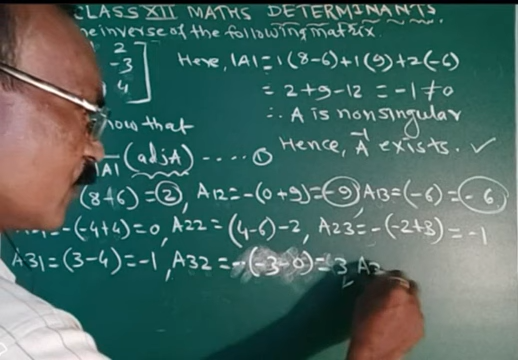 CLASS XII MATHS DETERMINANTS.
inverse of the following matrix.
2
-3
4
Here, |A| = 1(8-6)+1(9)+2(-6)
= 2+9-12 = -1 ≠ 0
∴ A is nonsingular
Hence, A⁻¹ exists. ✓
that
|A| (adjA) ..... ①
(8+6) = 2, A12 = -(0+9) = -9, A13 = (-6) = -6
-(-4+4) = 0, A22 = (4-6) -2, A23 = -(-2+3) = -1
A31 = (3-4) = -1, A32 = -(-3-0) = 3, A3